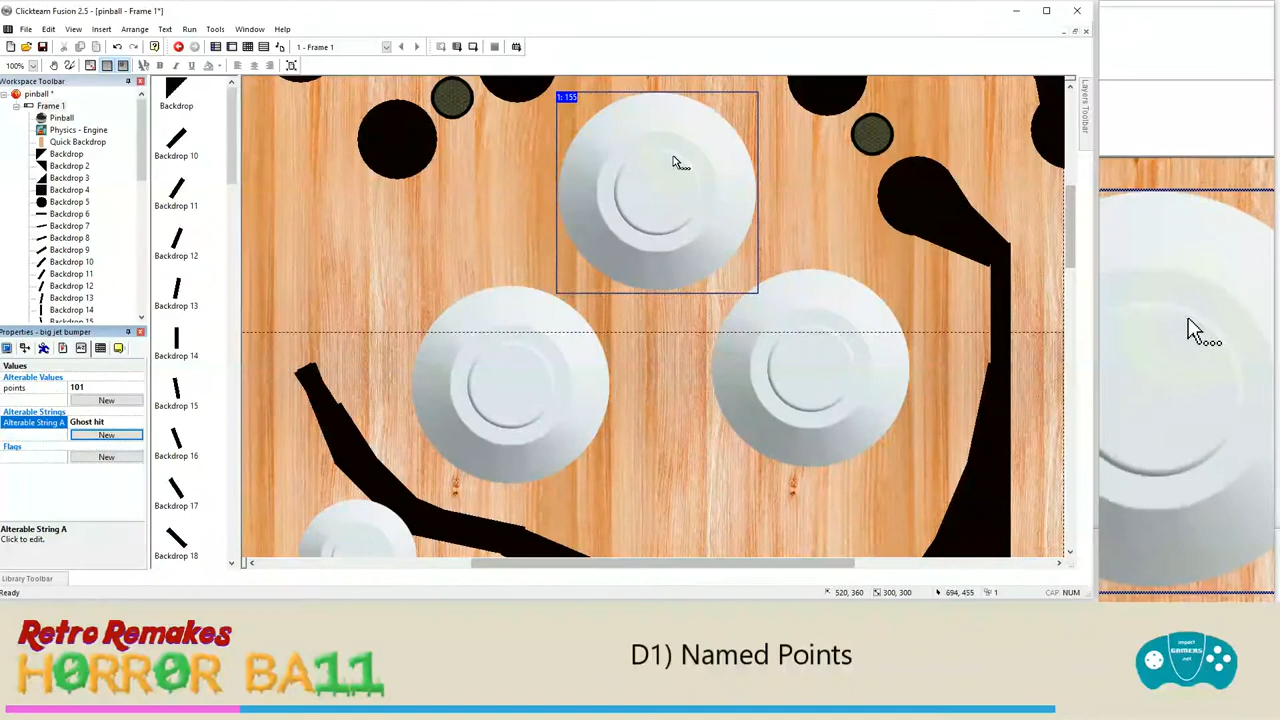 Clickteam Fusion 2.5 - [pinball - Frame 1*]
File Edit View Insert Arrange Text Run Tools Window Help
1 - Frame 1
100%
B I U
Workspace Toolbar
pinball *
Frame 1
Pinball
Physics - Engine
Quick Backdrop
Backdrop
Backdrop 2
Backdrop 3
Backdrop 4
Backdrop 5
Backdrop 6
Backdrop 7
Backdrop 8
Backdrop 9
Backdrop 10
Backdrop 11
Backdrop 12
Backdrop 13
Backdrop 14
Backdrop 15
Properties - big jet bumper
Values
Alterable Values
points 101
New
Alterable Strings
Alterable String A Ghost hit
New
Flags
New
Alterable String A
Click to edit.
Library Toolbar
Ready
Backdrop
Backdrop 10
Backdrop 11
Backdrop 12
Backdrop 13
Backdrop 14
Backdrop 15
Backdrop 16
Backdrop 17
Backdrop 18
1: 155
Layers Toolbar
520, 360 300, 300 694, 455 1 CAP NUM
Retro Remakes
HORROR BA11
D1) Named Points
impact
GAMERS
.net